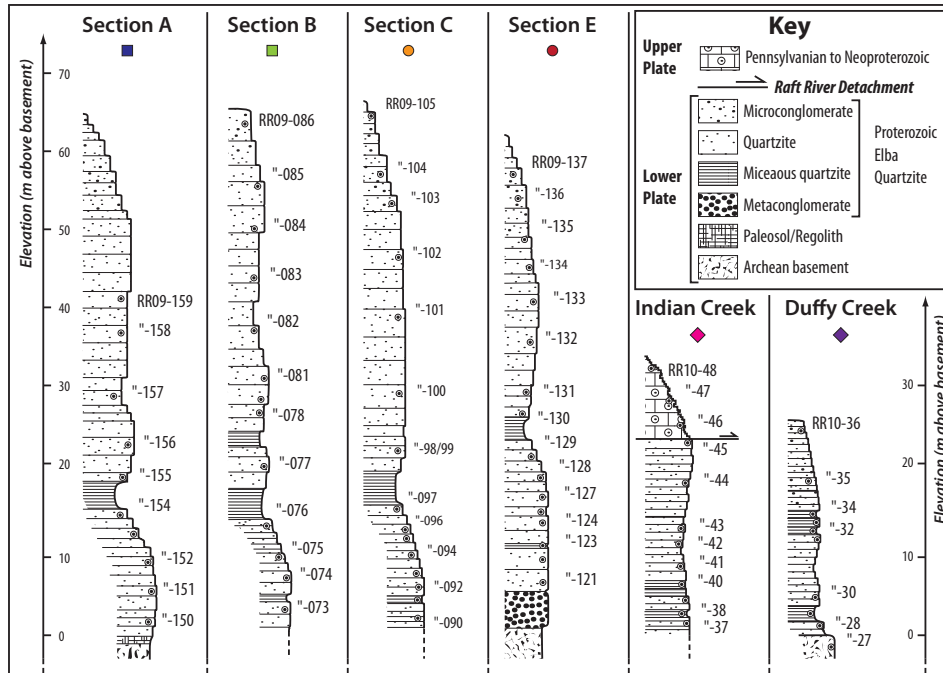 Section A
Section B
Section C
Section E
Key
Upper Plate
Pennsylvanian to Neoproterozoic
Raft River Detachment
Lower Plate
Microconglomerate
Quartzite
Miceaous quartzite
Metaconglomerate
Paleosol/Regolith
Archean basement
Proterozoic
Elba
Quartzite
Elevation (m above basement)
70
60
50
40
30
20
10
0
RR09-159
"-158
"-157
"-156
"-155
"-154
"-152
"-151
"-150
RR09-086
"-085
"-084
"-083
"-082
"-081
"-078
"-077
"-076
"-075
"-074
"-073
RR09-105
"-104
"-103
"-102
"-101
"-100
"-98/99
"-097
"-096
"-094
"-092
"-090
RR09-137
"-136
"-135
"-134
"-133
"-132
"-131
"-130
"-129
"-128
"-127
"-124
"-123
"-121
Indian Creek
RR10-48
"-47
"-46
"-45
"-44
"-43
"-42
"-41
"-40
"-38
"-37
Duffy Creek
RR10-36
"-35
"-34
"-32
"-30
"-28
"-27
30
20
10
0
Elevation (m above basement)